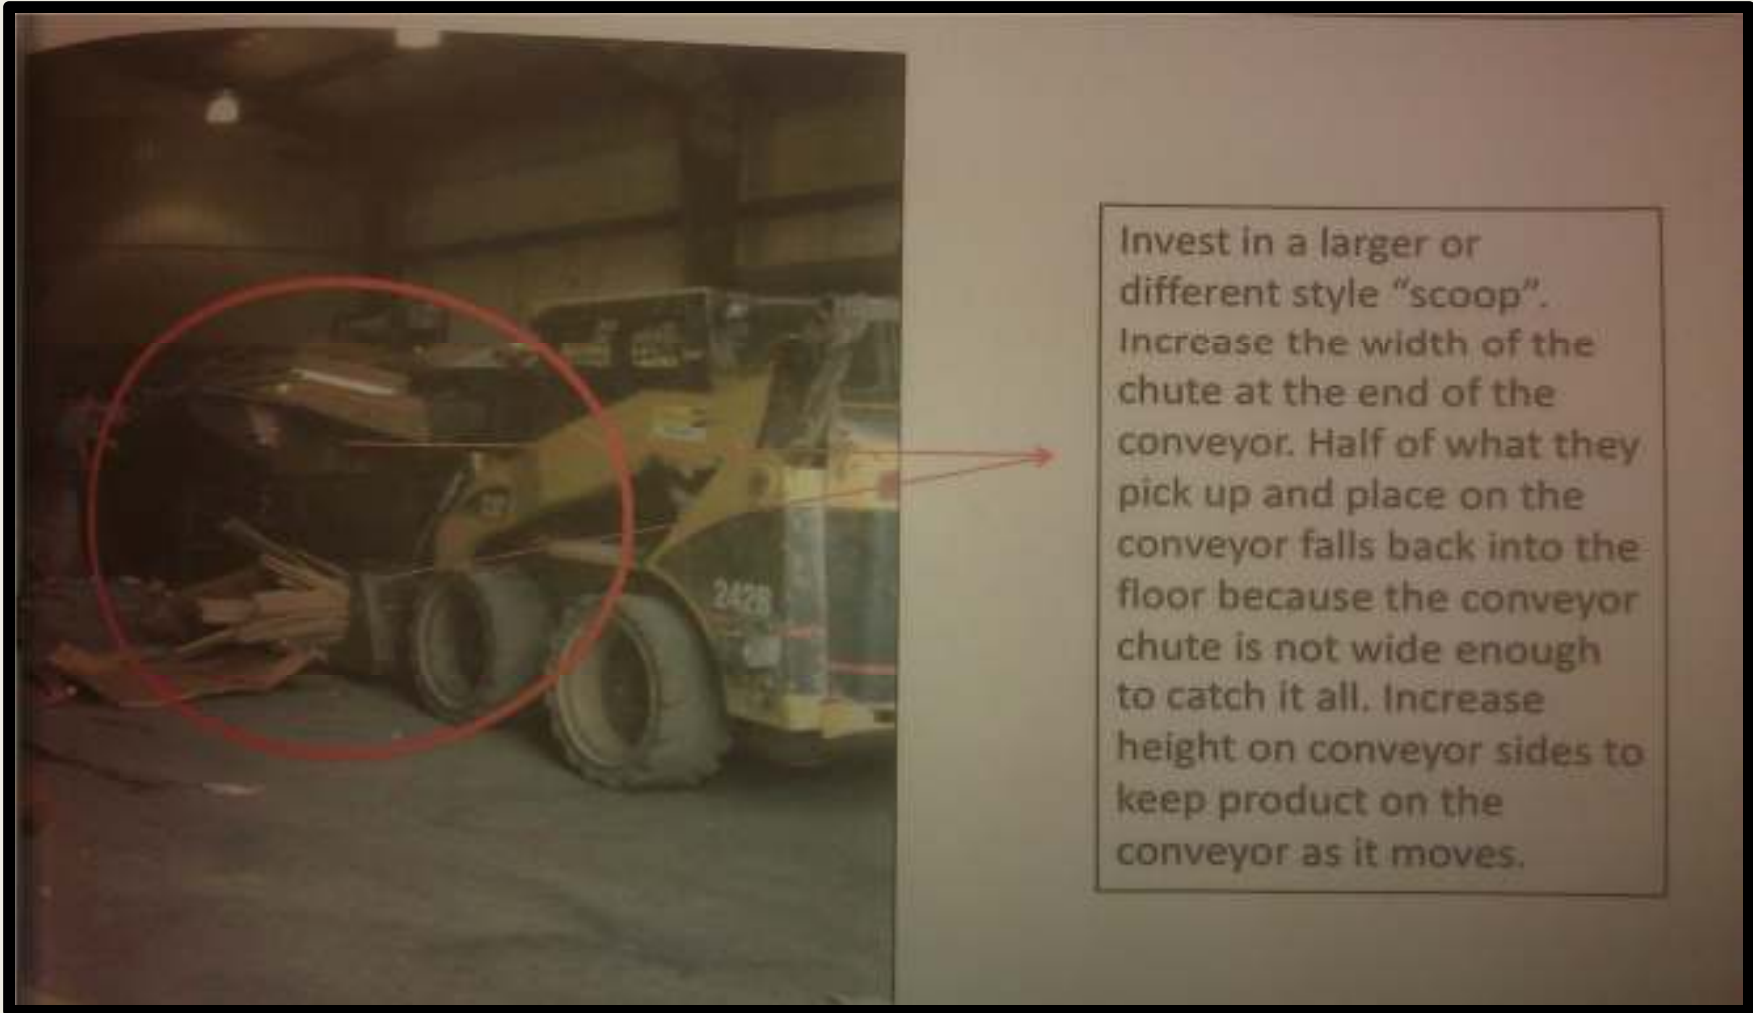 Invest in a larger or
different style “scoop”.
Increase the width of the
chute at the end of the
conveyor. Half of what they
pick up and place on the
conveyor falls back into the
floor because the conveyor
chute is not wide enough
to catch it all. Increase
height on conveyor sides to
keep product on the
conveyor as it moves.
242B